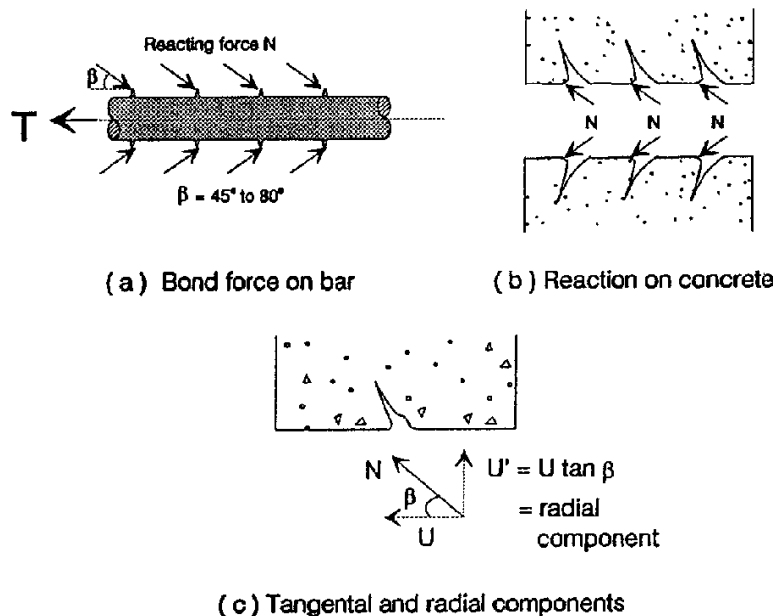 Reacting force N
β
T
β = 45° to 80°
N N N
( a ) Bond force on bar
( b ) Reaction on concrete
N
β
U
U' = U tan β
= radial
component
( c ) Tangental and radial components